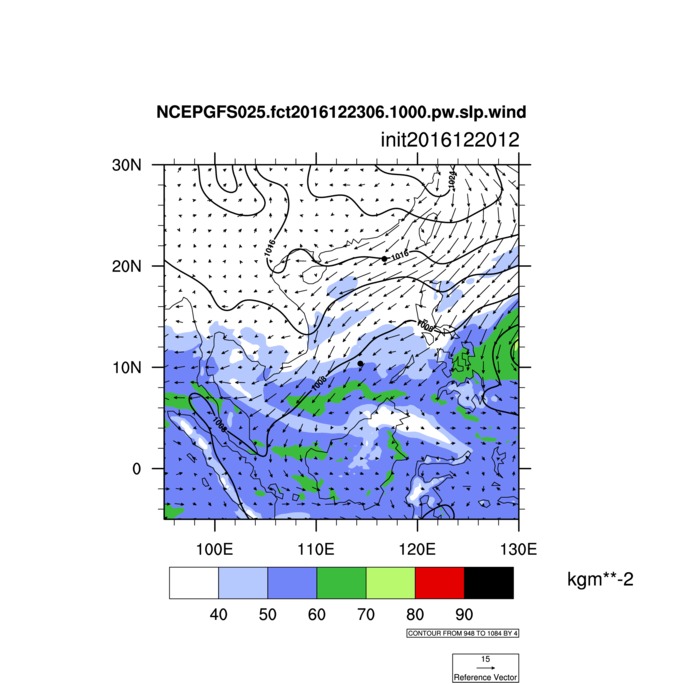 NCEPGFS025.fct2016122306.1000.pw.slp.wind
init2016122012
30N
20N
10N
0
1024
1016
1016
1008
1008
1008
100E
110E
120E
130E
40
50
60
70
80
90
kgm**-2
CONTOUR FROM 948 TO 1084 BY 4
15
Reference Vector